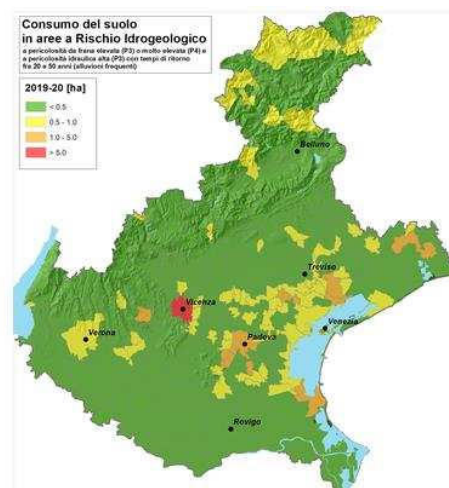 Consumo del suolo
in aree a Rischio Idrogeologico
a pericolosità da frana elevata (P3) o molto elevata (P4) e
a pericolosità idraulica alta (P3) con tempi di ritorno
fra 20 e 50 anni (alluvioni frequenti)
2019-20 [ha]
< 0.5
0.5 - 1.0
1.0 - 5.0
> 5.0
Belluno
Treviso
Vicenza
Venezia
Verona
Padova
Rovigo